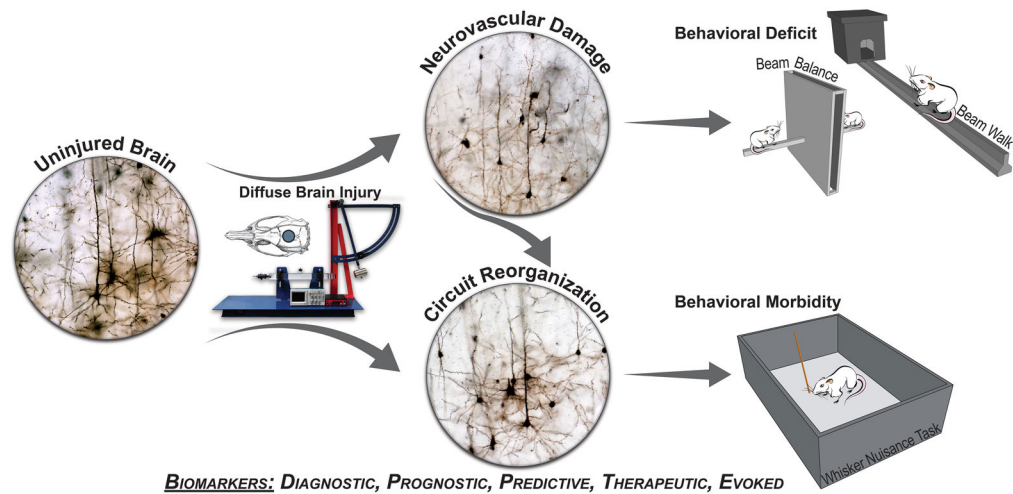 Uninjured Brain
Diffuse Brain Injury
Neurovascular Damage
Circuit Reorganization
Behavioral Deficit
Beam Balance
Beam Walk
Behavioral Morbidity
Whisker Nuisance Task
BIOMARKERS: DIAGNOSTIC, PROGNOSTIC, PREDICTIVE, THERAPEUTIC, EVOKED